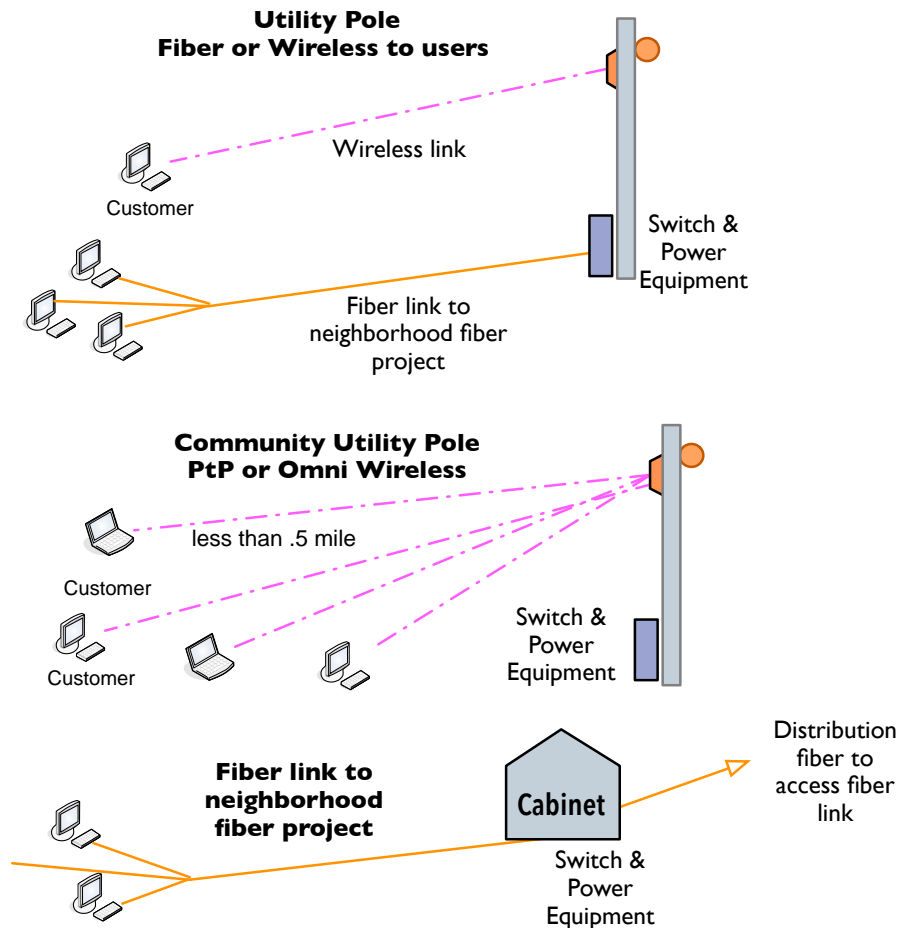 Utility Pole
Fiber or Wireless to users
Wireless link
Customer
Switch &
Power
Equipment
Fiber link to
neighborhood fiber
project
Community Utility Pole
PtP or Omni Wireless
less than .5 mile
Customer
Customer
Switch &
Power
Equipment
Distribution
fiber to
access fiber
link
Fiber link to
neighborhood
fiber project
Cabinet
Switch &
Power
Equipment